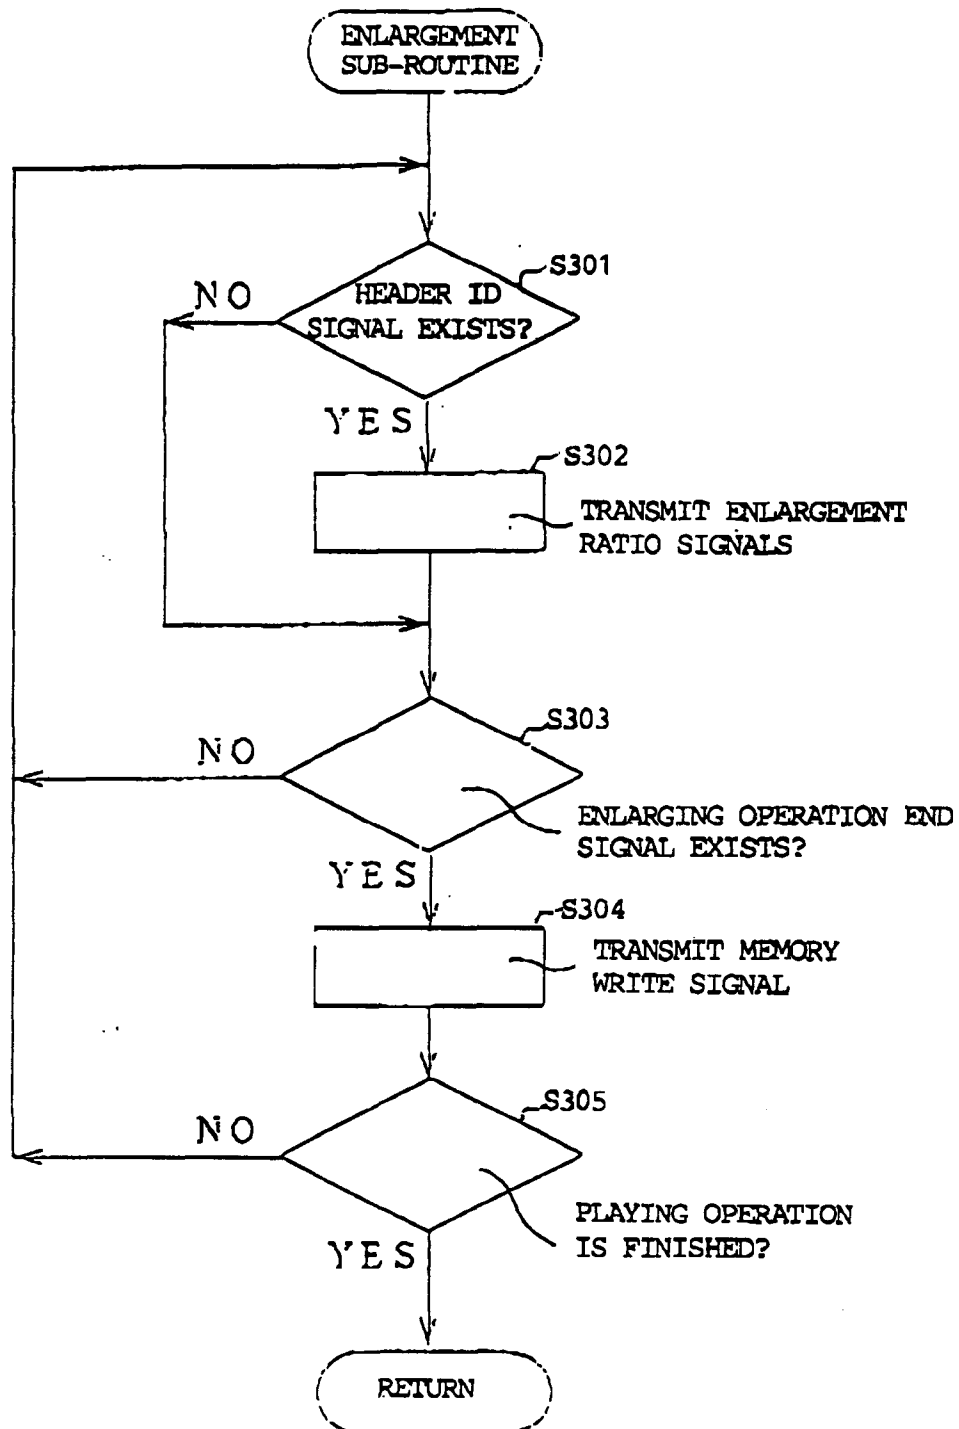 ENLARGEMENT
SUB-ROUTINE
S301
NO
HEADER ID
SIGNAL EXISTS?
YES
S302
TRANSMIT ENLARGEMENT
RATIO SIGNALS
S303
NO
ENLARGING OPERATION END
SIGNAL EXISTS?
YES
S304
TRANSMIT MEMORY
WRITE SIGNAL
S305
NO
PLAYING OPERATION
IS FINISHED?
YES
RETURN